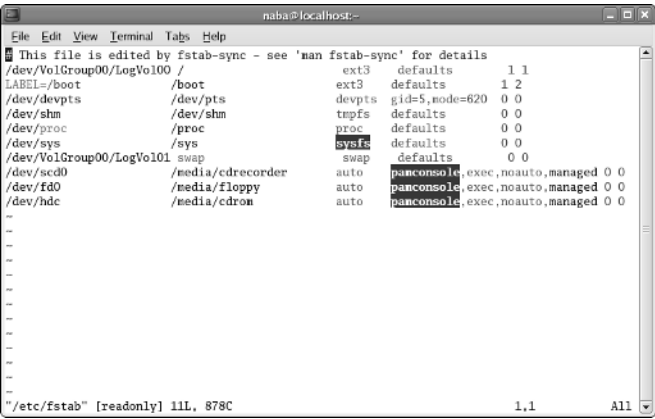 naba@localhost:~
File Edit View Terminal Tabs Help
# This file is edited by fstab-sync - see 'man fstab-sync' for details
/dev/VolGroup00/LogVol00 / ext3 defaults 1 1
LABEL=/boot /boot ext3 defaults 1 2
/dev/devpts /dev/pts devpts gid=5,mode=620 0 0
/dev/shm /dev/shm tmpfs defaults 0 0
/dev/proc /proc proc defaults 0 0
/dev/sys /sys sysfs defaults 0 0
/dev/VolGroup00/LogVol01 swap swap defaults 0 0
/dev/scd0 /media/cdrecorder auto pamconsole,exec,noauto,managed 0 0
/dev/fd0 /media/floppy auto pamconsole,exec,noauto,managed 0 0
/dev/hdc /media/cdrom auto pamconsole,exec,noauto,managed 0 0
~
~
~
~
~
~
~
~
~
~
~
~
~
"/etc/fstab" [readonly] 11L, 878C 1,1 All